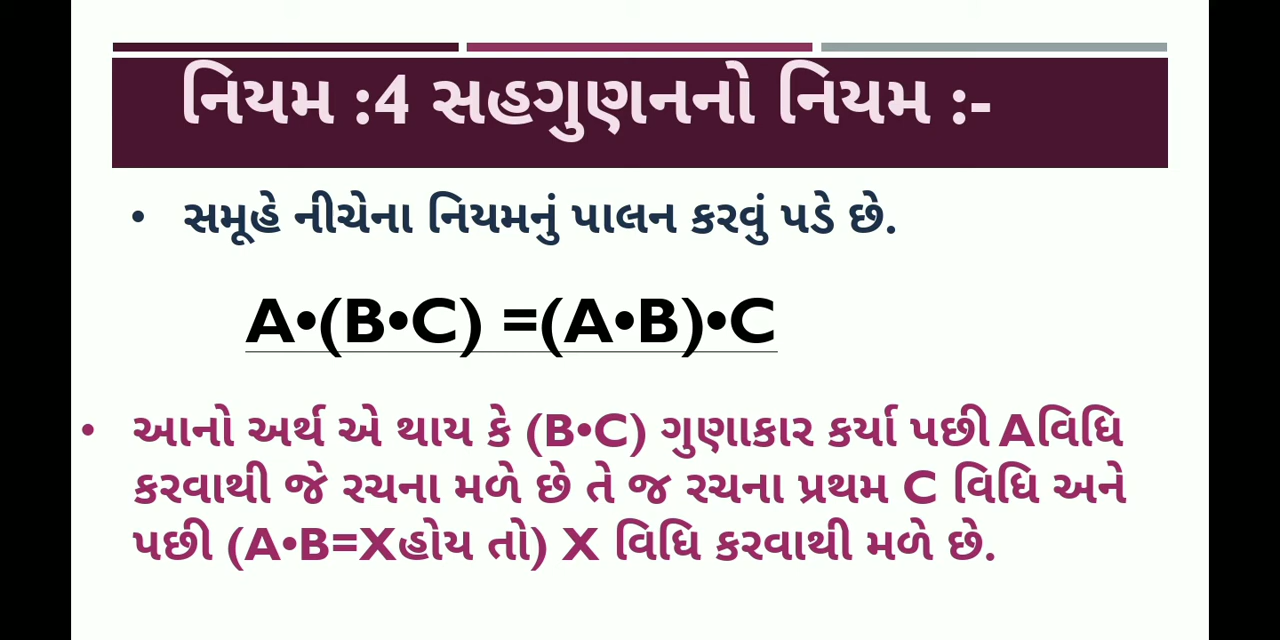 નિયમ :4 સહગુણનનો નિયમ :-
• સમૂહે નીચેના નિયમનું પાલન કરવું પડે છે.
A•(B•C) =(A•B)•C
• આનો અર્થ એ થાય કે (B•C) ગુણાકાર કર્યા પછી Aવિધિ
કરવાથી જે રચના મળે છે તે જ રચના પ્રથમ C વિધિ અને
પછી (A•B=Xહોય તો) X વિધિ કરવાથી મળે છે.